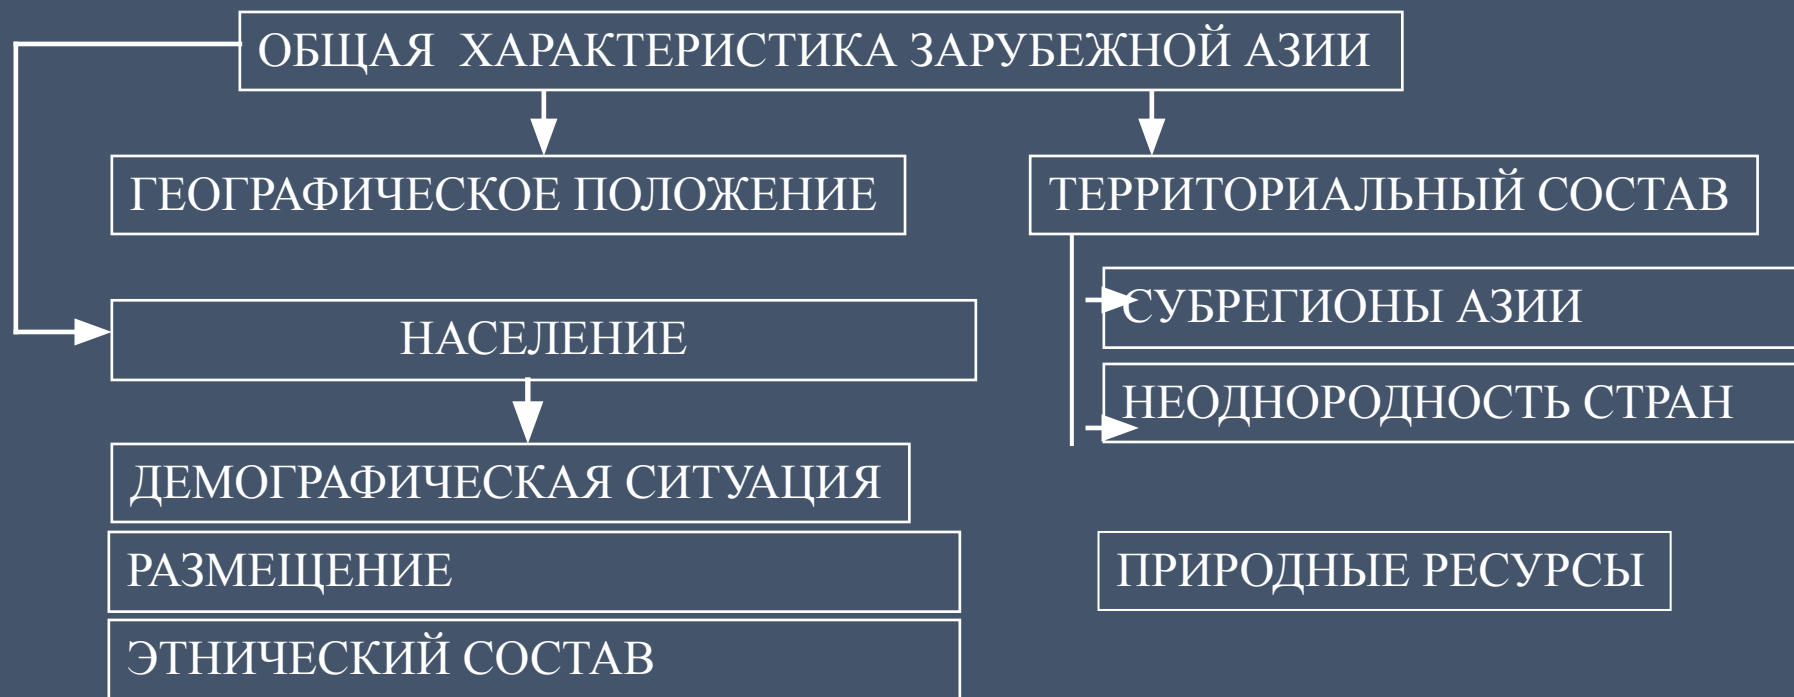 ОБЩАЯ ХАРАКТЕРИСТИКА ЗАРУБЕЖНОЙ АЗИИ
ГЕОГРАФИЧЕСКОЕ ПОЛОЖЕНИЕ
ТЕРРИТОРИАЛЬНЫЙ СОСТАВ
СУБРЕГИОНЫ АЗИИ
НАСЕЛЕНИЕ
НЕОДНОРОДНОСТЬ СТРАН
ДЕМОГРАФИЧЕСКАЯ СИТУАЦИЯ
РАЗМЕЩЕНИЕ
ПРИРОДНЫЕ РЕСУРСЫ
ЭТНИЧЕСКИЙ СОСТАВ